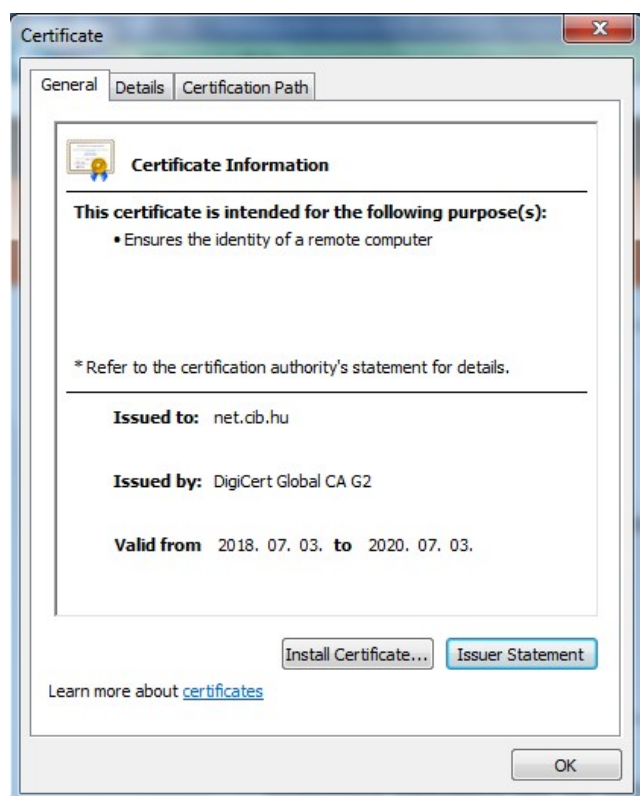 Certificate
General Details Certification Path
Certificate Information
This certificate is intended for the following purpose(s):
• Ensures the identity of a remote computer
* Refer to the certification authority's statement for details.
Issued to: net.cib.hu
Issued by: DigiCert Global CA G2
Valid from 2018. 07. 03. to 2020. 07. 03.
Install Certificate... Issuer Statement
Learn more about certificates
OK